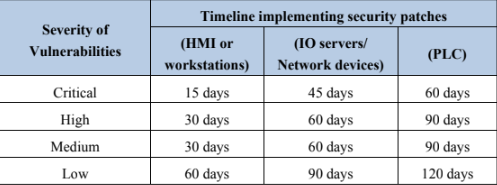 Severity of
Vulnerabilities
Timeline implementing security patches
(HMI or
workstations)
(IO servers/
Network devices)
(PLC)
Critical 15 days 45 days 60 days
High 30 days 60 days 90 days
Medium 30 days 60 days 90 days
Low 60 days 90 days 120 days